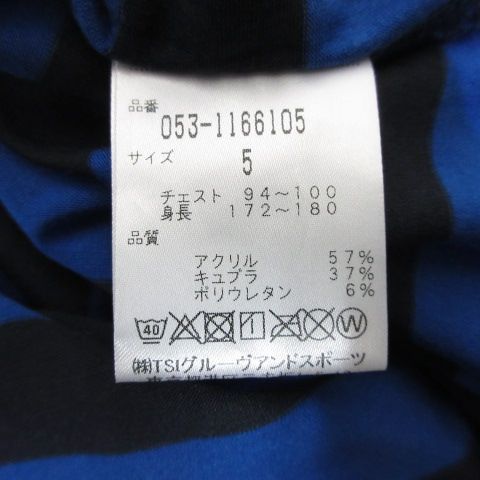 品番
053-1166105
サイズ 5
チェスト 94～100
身長 172～180
品質
アクリル 57%
キュプラ 37%
ポリウレタン 6%
40 W
㈱TSIグルーヴアンドスポーツ